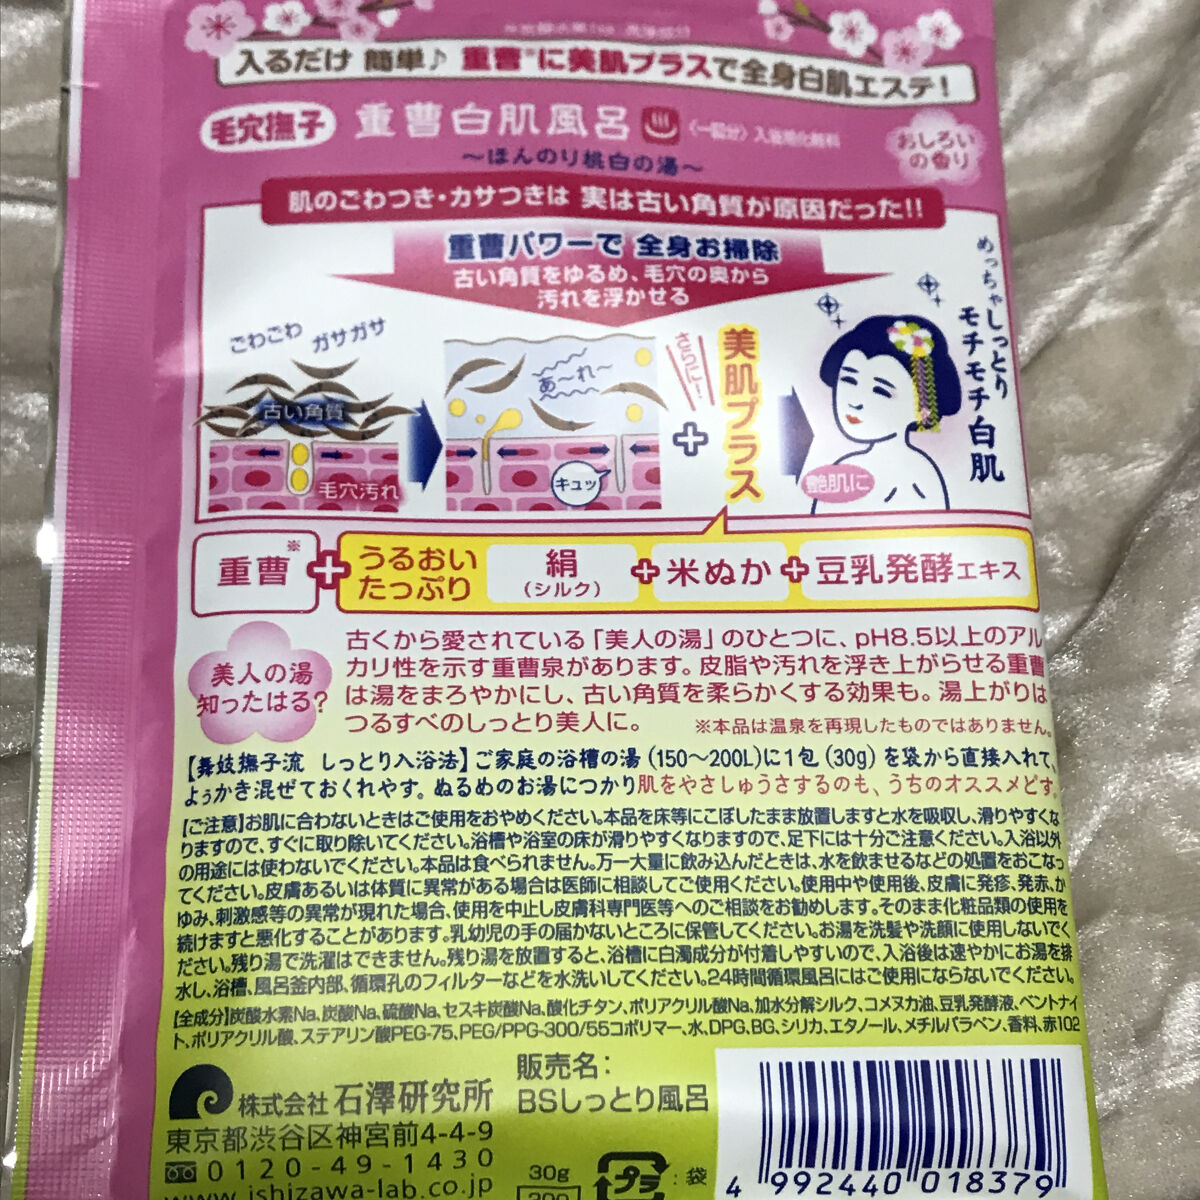 入るだけ 簡単♪ 重曹※に美肌プラスで全身白肌エステ!
毛穴撫子 重曹白肌風呂 〈一回分〉入浴用化粧料
おしろい
の香り
～ほんのり桃白の湯～
肌のごわつき・カサつきは 実は古い角質が原因だった!!
重曹パワーで 全身お掃除
古い角質をゆるめ、毛穴の奥から
汚れを浮かせる
ごわごわ
ガサガサ
古い角質
毛穴汚れ
あ～れ～
キュッ
+
美肌プラス
めっちゃしっとり
モチモチ白肌
艶肌に
重曹※
+
うるおい
たっぷり
絹
(シルク)
+米ぬか+豆乳発酵エキス
美人の湯
知ったはる?
古くから愛されている「美人の湯」のひとつに、pH8.5以上のアル
カリ性を示す重曹泉があります。皮脂や汚れを浮き上がらせる重曹
は湯をまろやかにし、古い角質を柔らかくする効果も。湯上がりは
つるすべのしっとり美人に。 ※本品は温泉を再現したものではありません。
【舞妓撫子流 しっとり入浴法】ご家庭の浴槽の湯(150～200L)に1包(30g)を袋から直接入れて、
よぅかき混ぜておくれやす。ぬるめのお湯につかり肌をやさしゅうさするのも、うちのオススメどす。
【ご注意】お肌に合わないときはご使用をおやめください。本品を床等にこぼしたまま放置しますと水を吸収し、滑りやすくな
りますので、すぐに取り除いてください。浴槽や浴室の床が滑りやすくなりますので、足下には十分ご注意ください。入浴以外
の用途には使わないでください。本品は食べられません。万一大量に飲み込んだときは、水を飲ませるなどの処置をおこなっ
てください。皮膚あるいは体質に異常がある場合は医師に相談してご使用ください。使用中や使用後、皮膚に発疹、発赤、か
ゆみ、刺激感等の異常が現れた場合、使用を中止し皮膚科専門医等へのご相談をお勧めします。そのまま化粧品類の使用を
続けますと悪化することがあります。乳幼児の手の届かないところに保管してください。お湯を洗髪や洗顔に使用しないでく
ださい。残り湯で洗濯はできません。残り湯を放置すると、浴槽に白濁成分が付着しやすいので、入浴後は速やかにお湯を排
水し、浴槽、風呂釜内部、循環孔のフィルターなどを水洗いしてください。24時間循環風呂にはご使用にならないでください。
【全成分】炭酸水素Na、炭酸Na、硫酸Na、セスキ炭酸Na、酸化チタン、ポリアクリル酸Na、加水分解シルク、コメヌカ油、豆乳発酵液、ベントナイ
ト、ポリアクリル酸、ステアリン酸PEG-75、PEG/PPG-300/55コポリマー、水、DPG、BG、シリカ、エタノール、メチルパラベン、香料、赤102
株式会社 石澤研究所
東京都渋谷区神宮前4-4-9
0120-49-1430
www.ishizawa-lab.co.jp
販売名:
BSしっとり風呂
30g
プラ
:袋
4 992440 018379